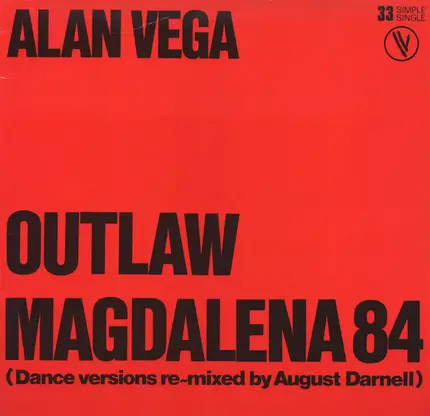 ALAN VEGA
33 SIMPLE
SINGLE
OUTLAW
MAGDALENA 84
(Dance versions re-mixed by August Darnell)